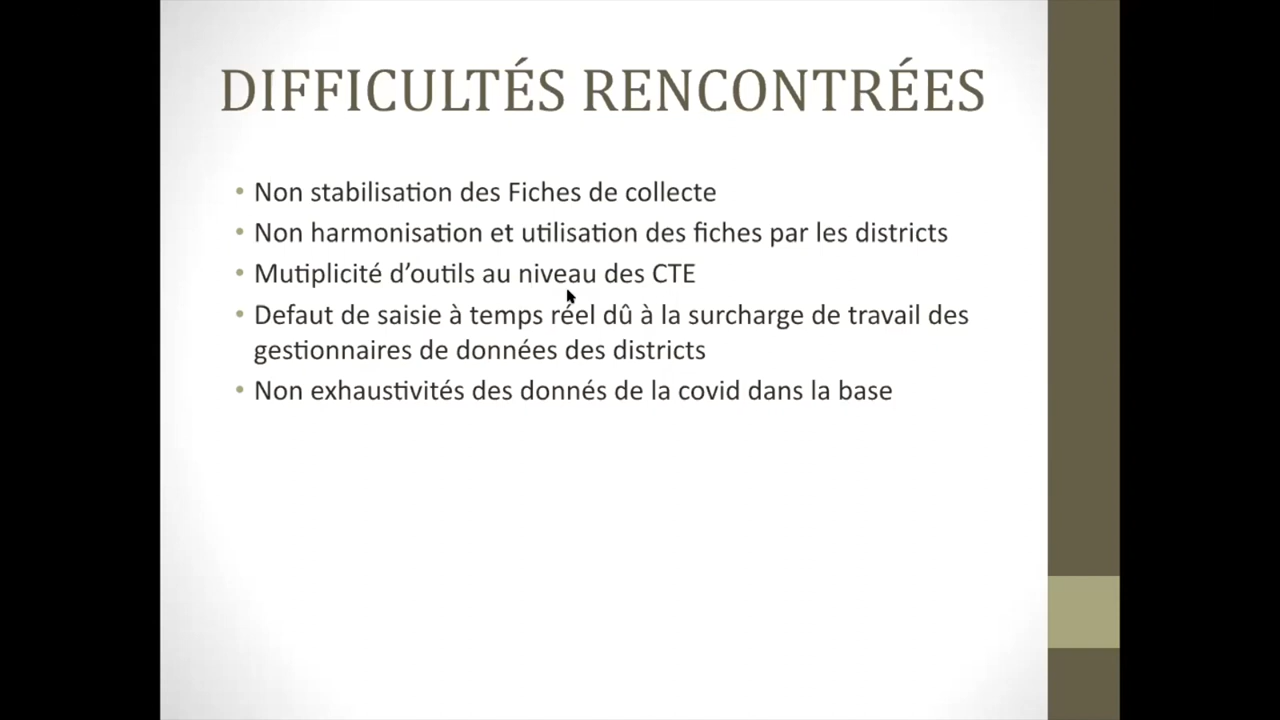 DIFFICULTÉS RENCONTRÉES
• Non stabilisation des Fiches de collecte
• Non harmonisation et utilisation des fiches par les districts
• Mutiplicité d’outils au niveau des CTE
• Defaut de saisie à temps réel dû à la surcharge de travail des
gestionnaires de données des districts
• Non exhaustivités des donnés de la covid dans la base